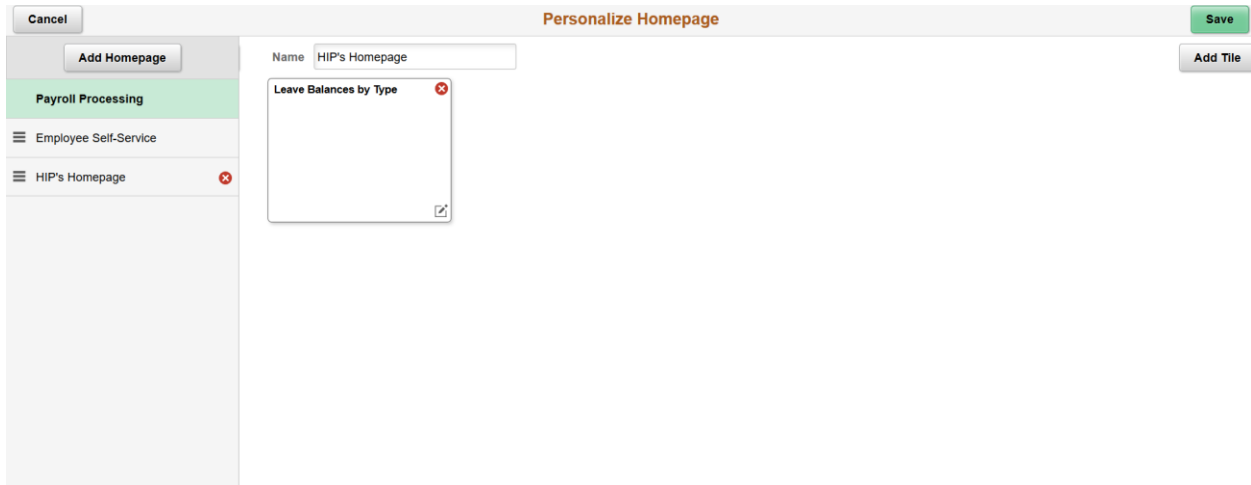 Cancel
Personalize Homepage
Save
Add Homepage
Name HIP's Homepage
Add Tile
Payroll Processing
Employee Self-Service
HIP's Homepage
Leave Balances by Type